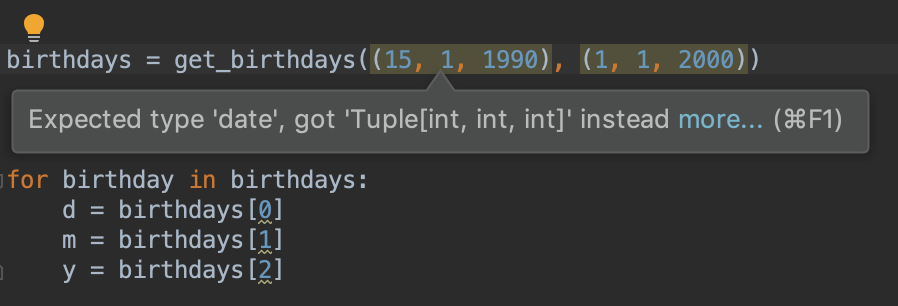 birthdays = get_birthdays((15, 1, 1990), (1, 1, 2000))
Expected type 'date', got 'Tuple[int, int, int]' instead more... (⌘F1)
for birthday in birthdays:
    d = birthdays[0]
    m = birthdays[1]
    y = birthdays[2]